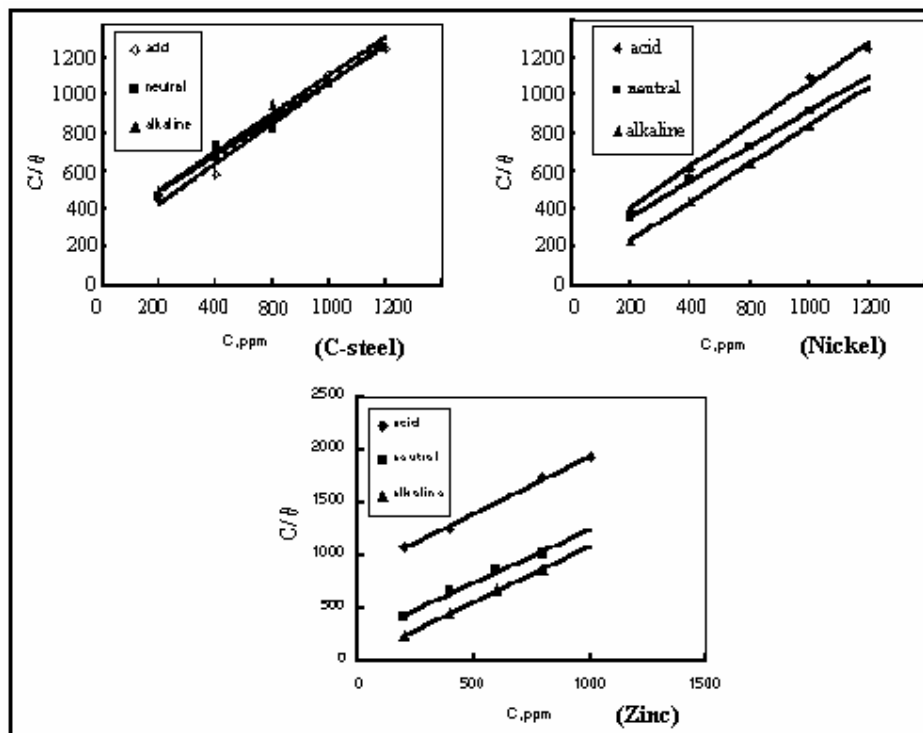 1200
1000
800
600
400
200
0
C/θ
add
neutral
alkaline
0 200 400 800 1000 1200
C,ppm (C-steel)
1200
1000
800
600
400
200
0
C/θ
acid
neutral
alkaline
0 200 400 800 1000 1200
C,ppm (Nickel)
2500
2000
1500
1000
500
0
C/θ
acid
neutral
alkaline
0 500 1000 1500
C,ppm (Zinc)